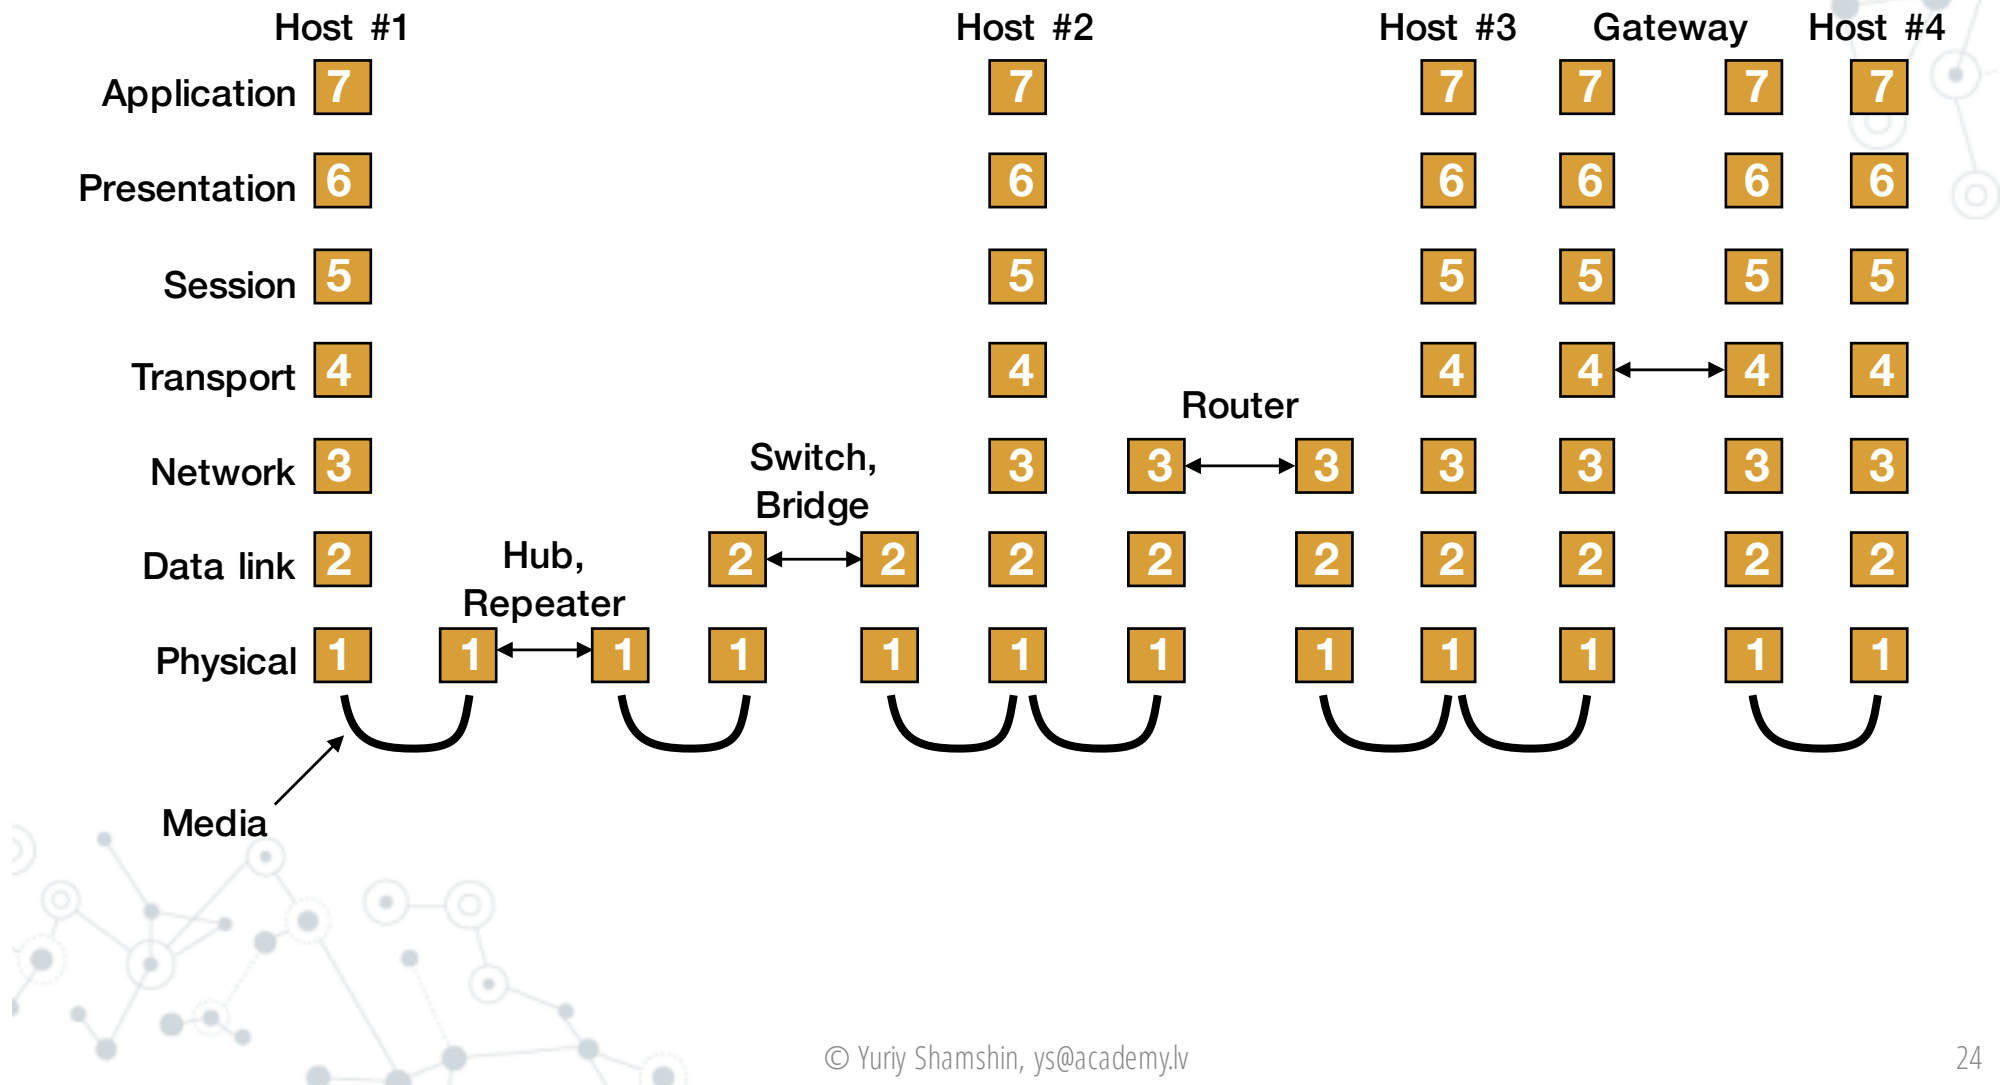 Host #1 Host #2 Host #3 Gateway Host #4
Application 7 7 7 7 7 7
Presentation 6 6 6 6 6 6
Session 5 5 5 5 5 5
Transport 4 4 4 4 4 4
Router
Network 3 3 3 3 3 3 3 3
Switch,
Bridge
Data link 2 2 2 2 2 2 2 2 2 2
Hub,
Repeater
Physical 1 1 1 1 1 1 1 1 1 1 1 1
Media
© Yuriy Shamshin, ys@academy.lv
24